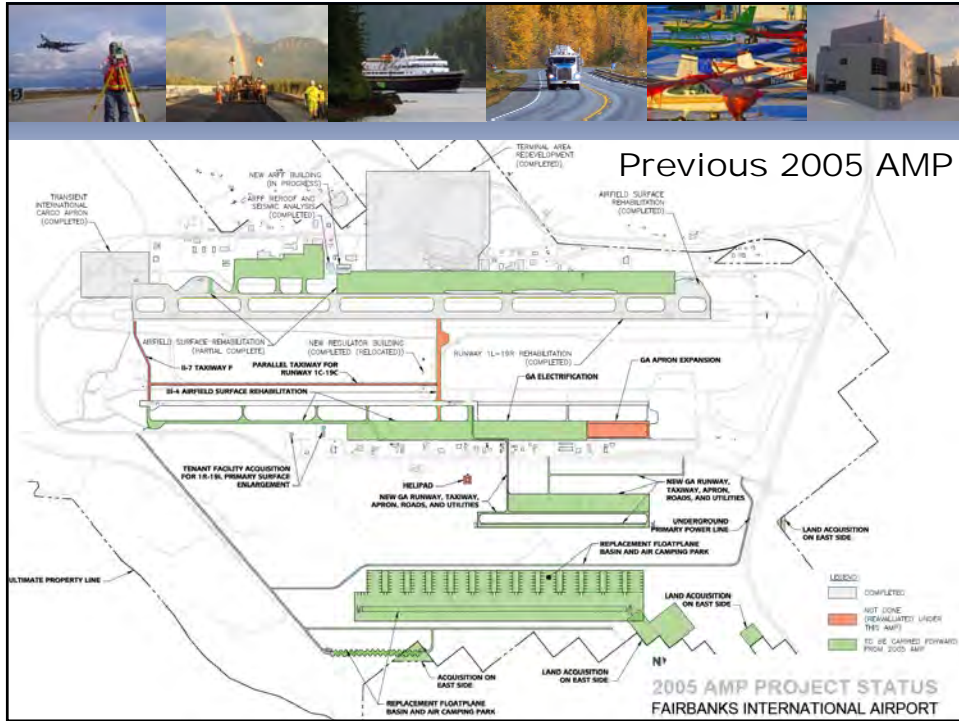 Previous 2005 AMP
TERMINAL AREA
REDEVELOPMENT
(COMPLETED)
NEW ARFF BUILDING
(IN PROGRESS)
ARFF REROOF AND
SEISMIC ANALYSIS
(COMPLETED)
AIRFIELD SURFACE
REHABILITATION
(COMPLETED)
TRANSIENT
INTERNATIONAL
CARGO APRON
(COMPLETED)
AIRFIELD SURFACE REHABILITATION
(PARTIAL COMPLETE)
NEW REGULATOR BUILDING
(COMPLETED (RELOCATED))
RUNWAY 1L-19R REHABILITATION
(COMPLETED)
GA APRON EXPANSION
II-7 TAXIWAY F
PARALLEL TAXIWAY FOR
RUNWAY 1C-19C
GA ELECTRIFICATION
III-4 AIRFIELD SURFACE REHABILITATION
TENANT FACILITY ACQUISITION
FOR 1R-19L PRIMARY SURFACE
ENLARGEMENT
HELIPAD
NEW GA RUNWAY, TAXIWAY,
APRON, ROADS, AND UTILITIES
NEW GA RUNWAY,
TAXIWAY, APRON,
ROADS, AND UTILITIES
UNDERGROUND
PRIMARY POWER LINE
LAND ACQUISITION
ON EAST SIDE
REPLACEMENT FLOATPLANE
BASIN AND AIR CAMPING PARK
ULTIMATE PROPERTY LINE
LAND ACQUISITION
ON EAST SIDE
LEGEND:
COMPLETED
NOT DONE
(REAVALUATED UNDER
THIS AMP)
TO BE CARRIED FORWARD
FROM 2005 AMP
ACQUISITION ON
EAST SIDE
LAND ACQUISITION
ON EAST SIDE
REPLACEMENT FLOATPLANE
BASIN AND AIR CAMPING PARK
2005 AMP PROJECT STATUS
FAIRBANKS INTERNATIONAL AIRPORT